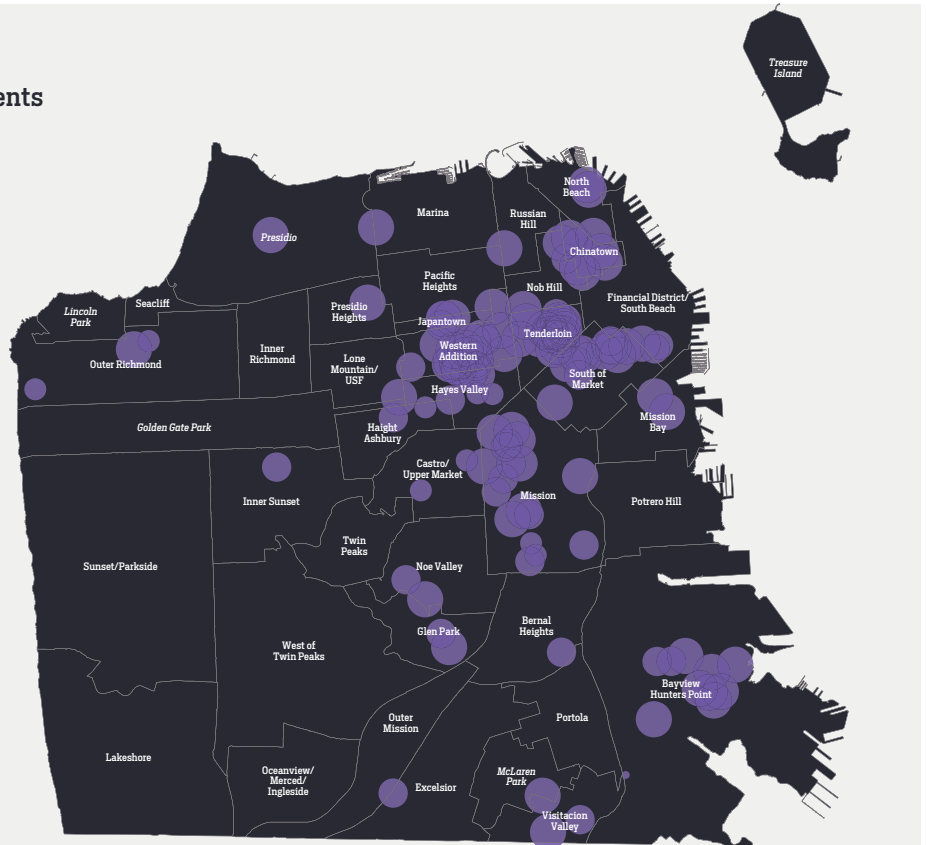 ents
Treasure
Island
North
Beach
Marina
Russian
Hill
Presidio
Chinatown
Pacific
Heights
Nob Hill
Financial District/
South Beach
Seacliff
Lincoln
Park
Presidio
Heights
Japantown
Tenderloin
Western
Addition
Inner
Richmond
Outer Richmond
Lone
Mountain/
USF
South of
Market
Hayes Valley
Mission
Bay
Golden Gate Park
Haight
Ashbury
Castro/
Upper Market
Inner Sunset
Mission
Potrero Hill
Twin
Peaks
Sunset/Parkside
Noe Valley
Glen Park
Bernal
Heights
West of
Twin Peaks
Bayview
Hunters Point
Outer
Mission
Portola
Lakeshore
Oceanview/
Merced/
Ingleside
McLaren
Park
Excelsior
Visitacion
Valley